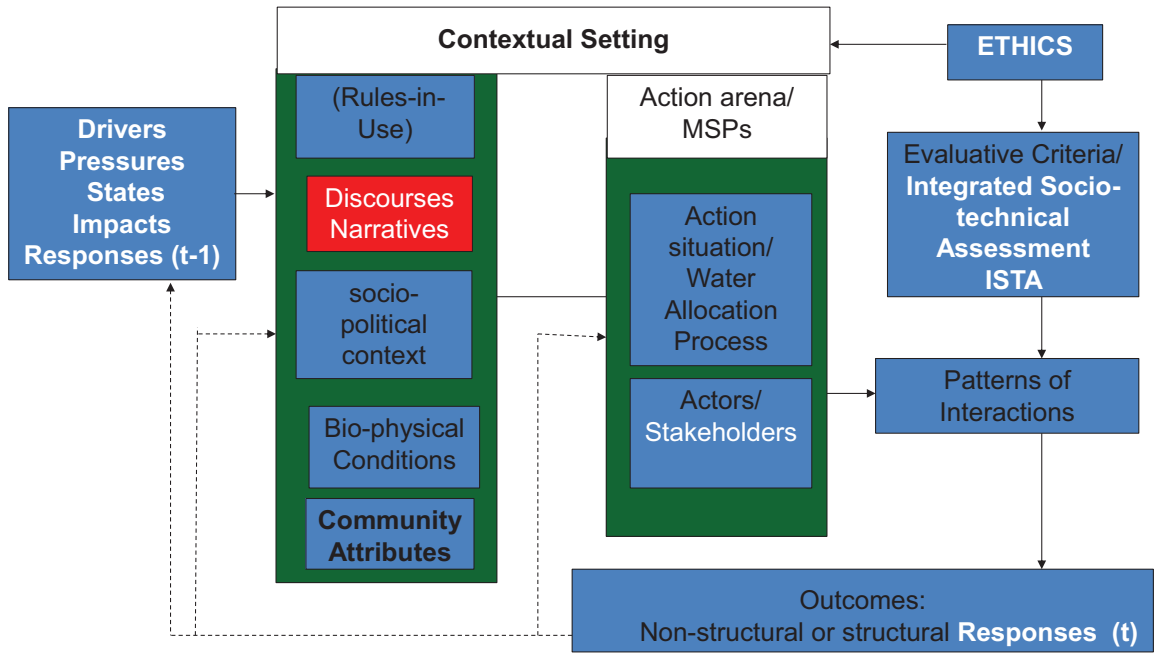 Contextual Setting
ETHICS
Drivers
Pressures
States
Impacts
Responses (t-1)
(Rules-in-
Use)
Discourses
Narratives
socio-
political
context
Bio-physical
Conditions
Community
Attributes
Action arena/
MSPs
Action
situation/
Water
Allocation
Process
Actors/
Stakeholders
Evaluative Criteria/
Integrated Socio-
technical
Assessment
ISTA
Patterns of
Interactions
Outcomes:
Non-structural or structural Responses (t)